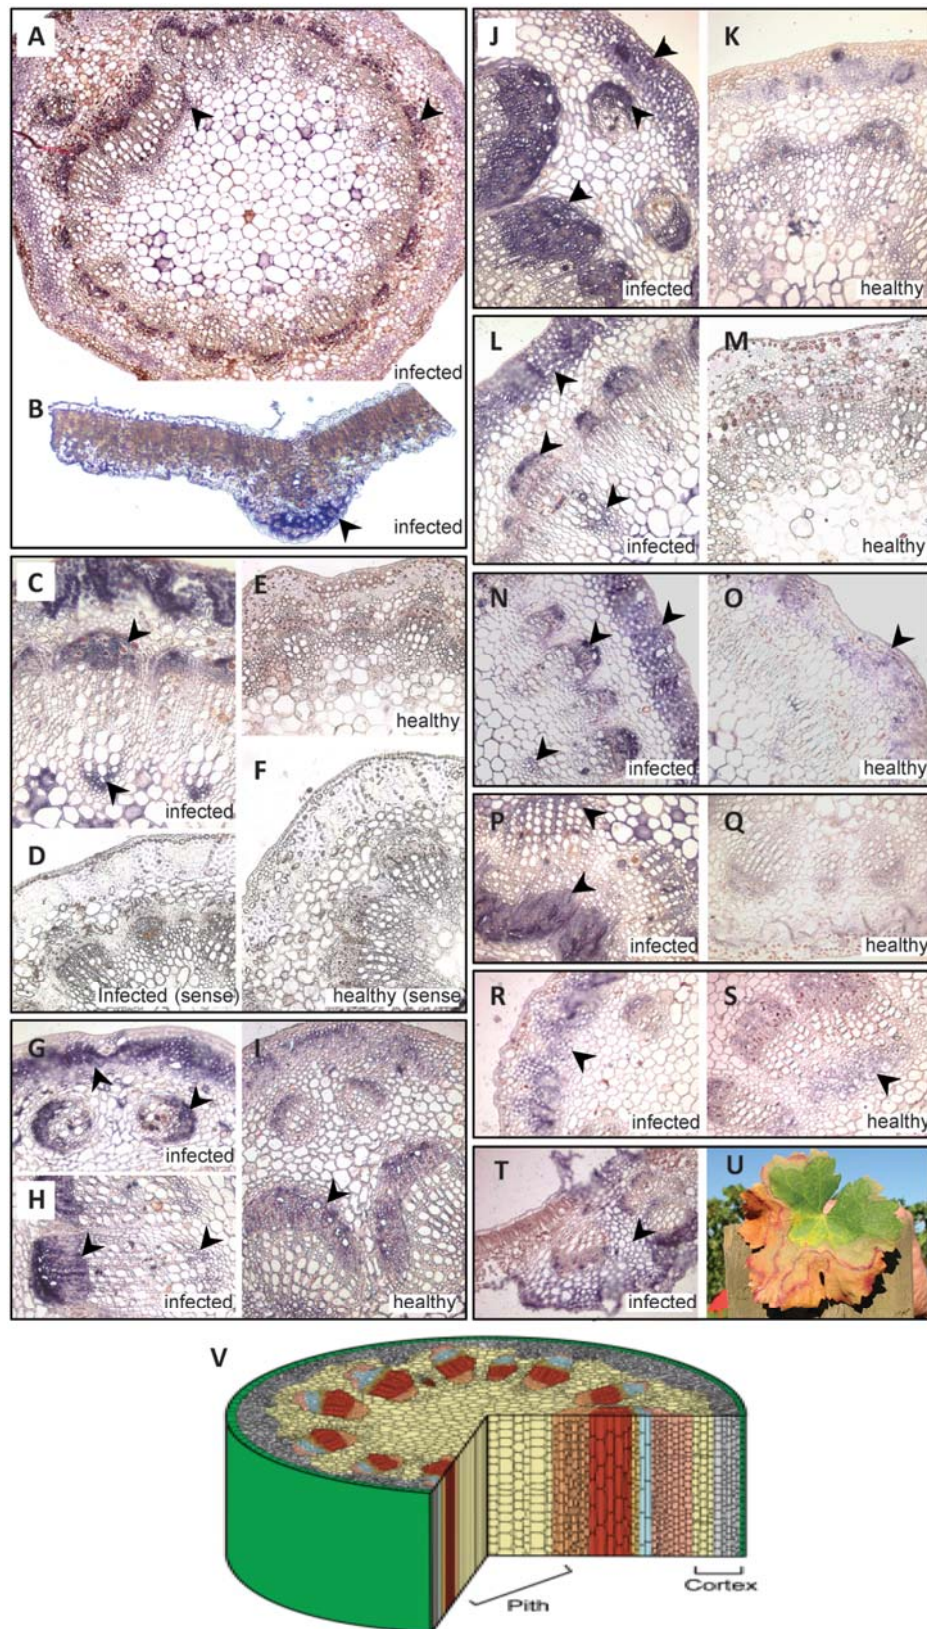 A
infected
B
infected
C
infected
D
Infected (sense)
E
healthy
F
healthy (sense)
G
infected
H
infected
I
healthy
J
infected
K
healthy
L
infected
M
healthy
N
infected
O
healthy
P
infected
Q
healthy
R
infected
S
healthy
T
infected
U
V
Pith
Cortex